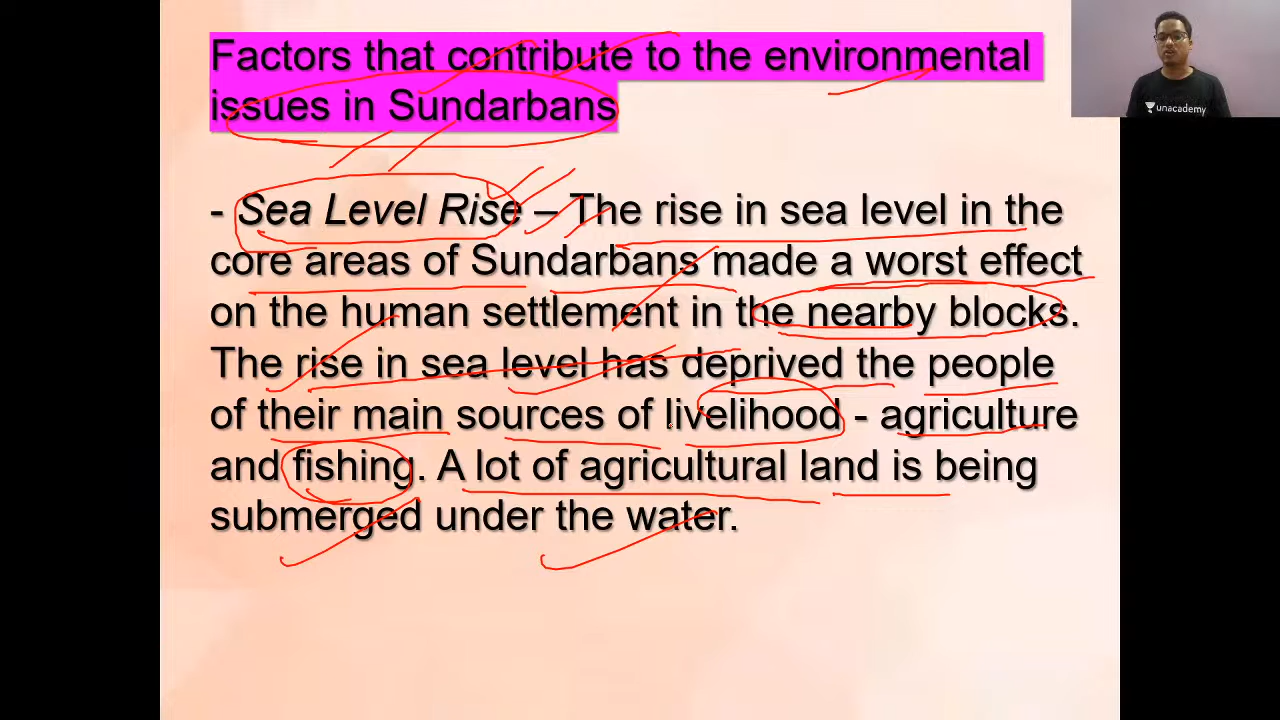 Factors that contribute to the environmental
issues in Sundarbans
- Sea Level Rise – The rise in sea level in the
core areas of Sundarbans made a worst effect
on the human settlement in the nearby blocks.
The rise in sea level has deprived the people
of their main sources of livelihood - agriculture
and fishing. A lot of agricultural land is being
submerged under the water.
unacademy